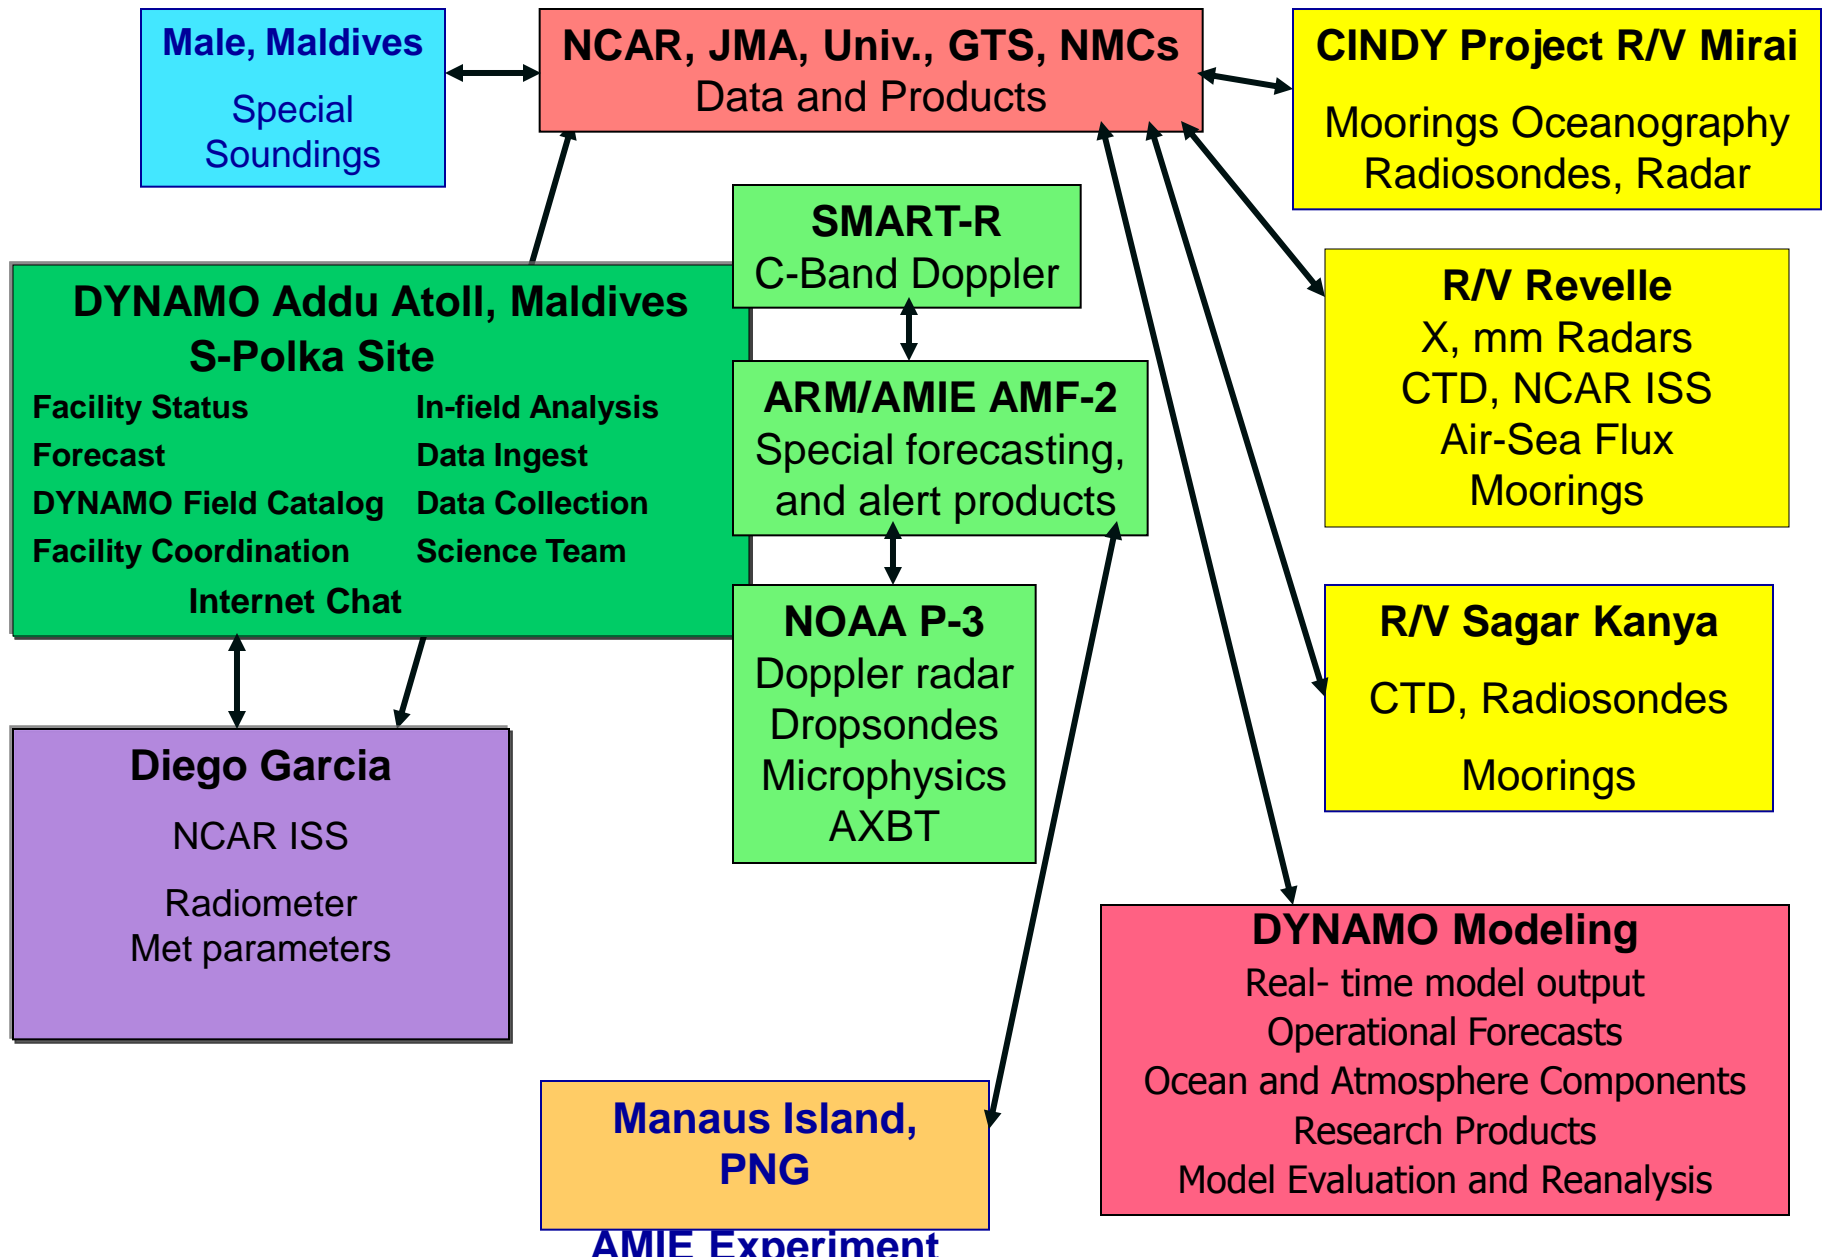 Male, Maldives
Special
Soundings
NCAR, JMA, Univ., GTS, NMCs
Data and Products
CINDY Project R/V Mirai
Moorings Oceanography
Radiosondes, Radar
SMART-R
C-Band Doppler
DYNAMO Addu Atoll, Maldives
S-Polka Site
Facility Status
In-field Analysis
Forecast
Data Ingest
DYNAMO Field Catalog
Data Collection
Facility Coordination
Science Team
Internet Chat
ARM/AMIE AMF-2
Special forecasting,
and alert products
R/V Revelle
X, mm Radars
CTD, NCAR ISS
Air-Sea Flux
Moorings
NOAA P-3
Doppler radar
Dropsondes
Microphysics
AXBT
R/V Sagar Kanya
CTD, Radiosondes
Moorings
Diego Garcia
NCAR ISS
Radiometer
Met parameters
DYNAMO Modeling
Real- time model output
Operational Forecasts
Ocean and Atmosphere Components
Research Products
Model Evaluation and Reanalysis
Manaus Island,
PNG
AMIE Experiment